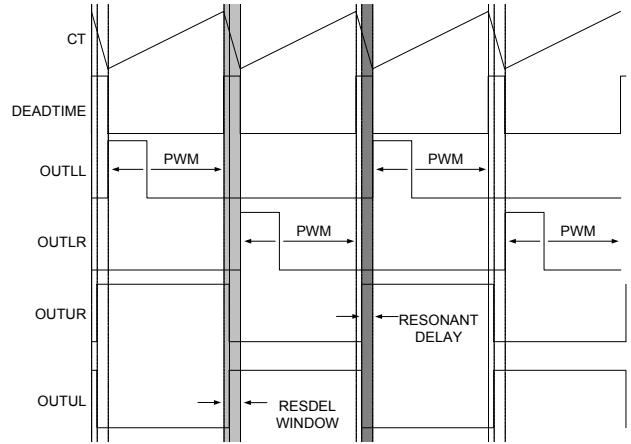 CT
DEADTIME
PWM
PWM
OUTLL
PWM
PWM
OUTLR
OUTUR
RESONANT
DELAY
OUTUL
RESDEL
WINDOW